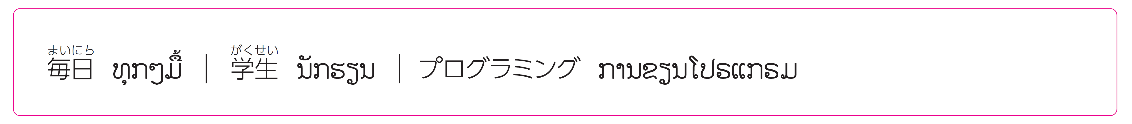 まいにち がくせい
毎日 ທຸກໆມື້ | 学生 ນັກຮຽນ | プログラミング ການຂຽນໂປຣແກຣມ